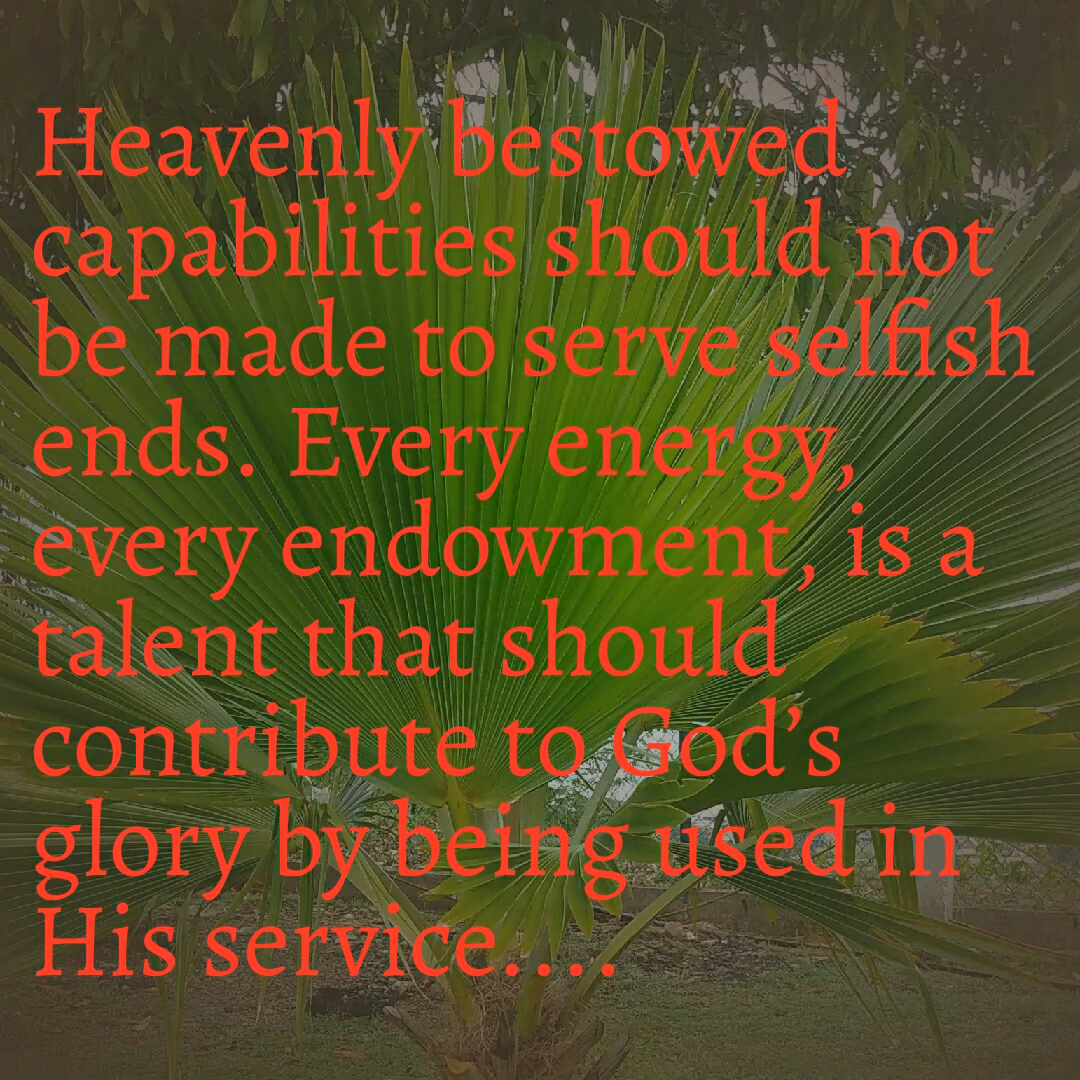 Heavenly bestowed
capabilities should not
be made to serve selfish
ends. Every energy,
every endowment, is a
talent that should
contribute to God’s
glory by being used in
His service....